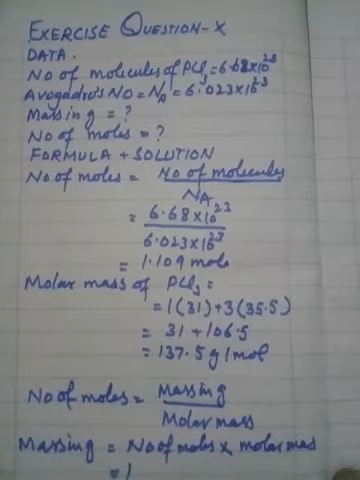 EXERCISE QUESTION-X
DATA.
No of molecules of PCl3 = 6.68x10^23
Avogadro's NO = NA = 6.023x10^23
Mass in g = ?
No of moles = ?
FORMULA + SOLUTION
No of moles = No of molecules
NA
= 6.68x10^23
6.023x10^23
= 1.109 mole
Molar mass of PCl3 =
= 1(31)+3(35.5)
= 31 + 106.5
= 137.5 g/mol
No of moles = Mass in g
Molar mass
Mass in g = No of moles x molar mas
= 1